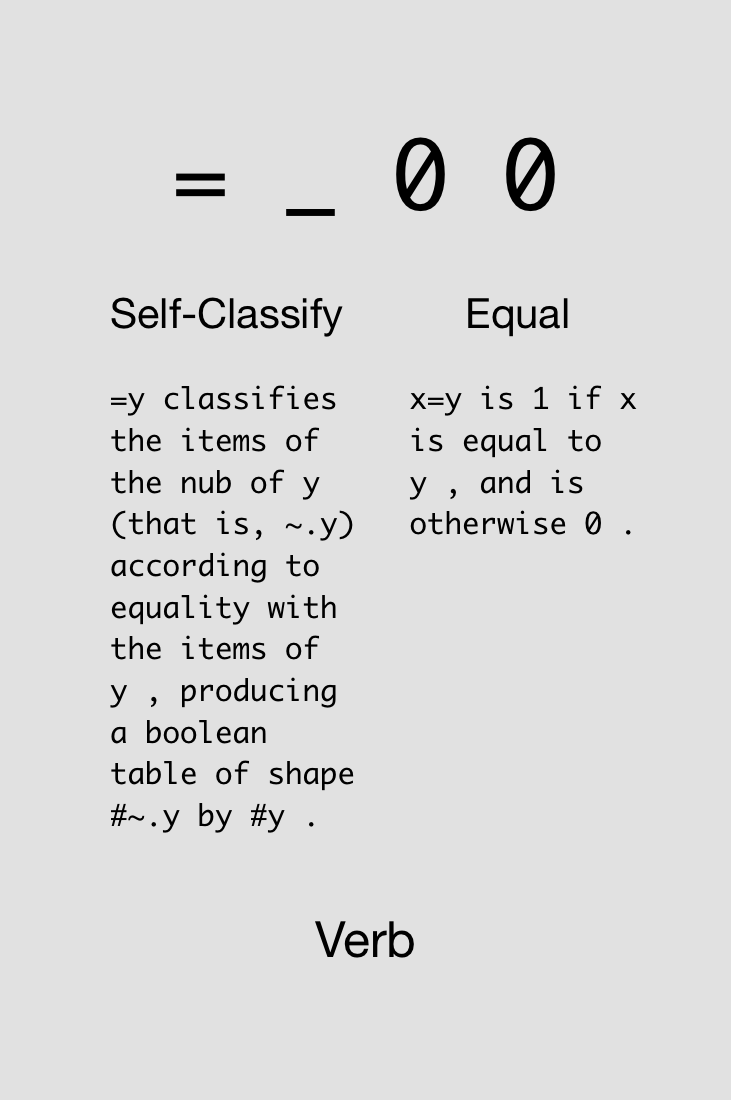 = _ 0 0
Self-Classify
=y classifies
the items of
the nub of y
(that is, ~.y)
according to
equality with
the items of
y , producing
a boolean
table of shape
#~.y by #y .
Equal
x=y is 1 if x
is equal to
y , and is
otherwise 0 .
Verb